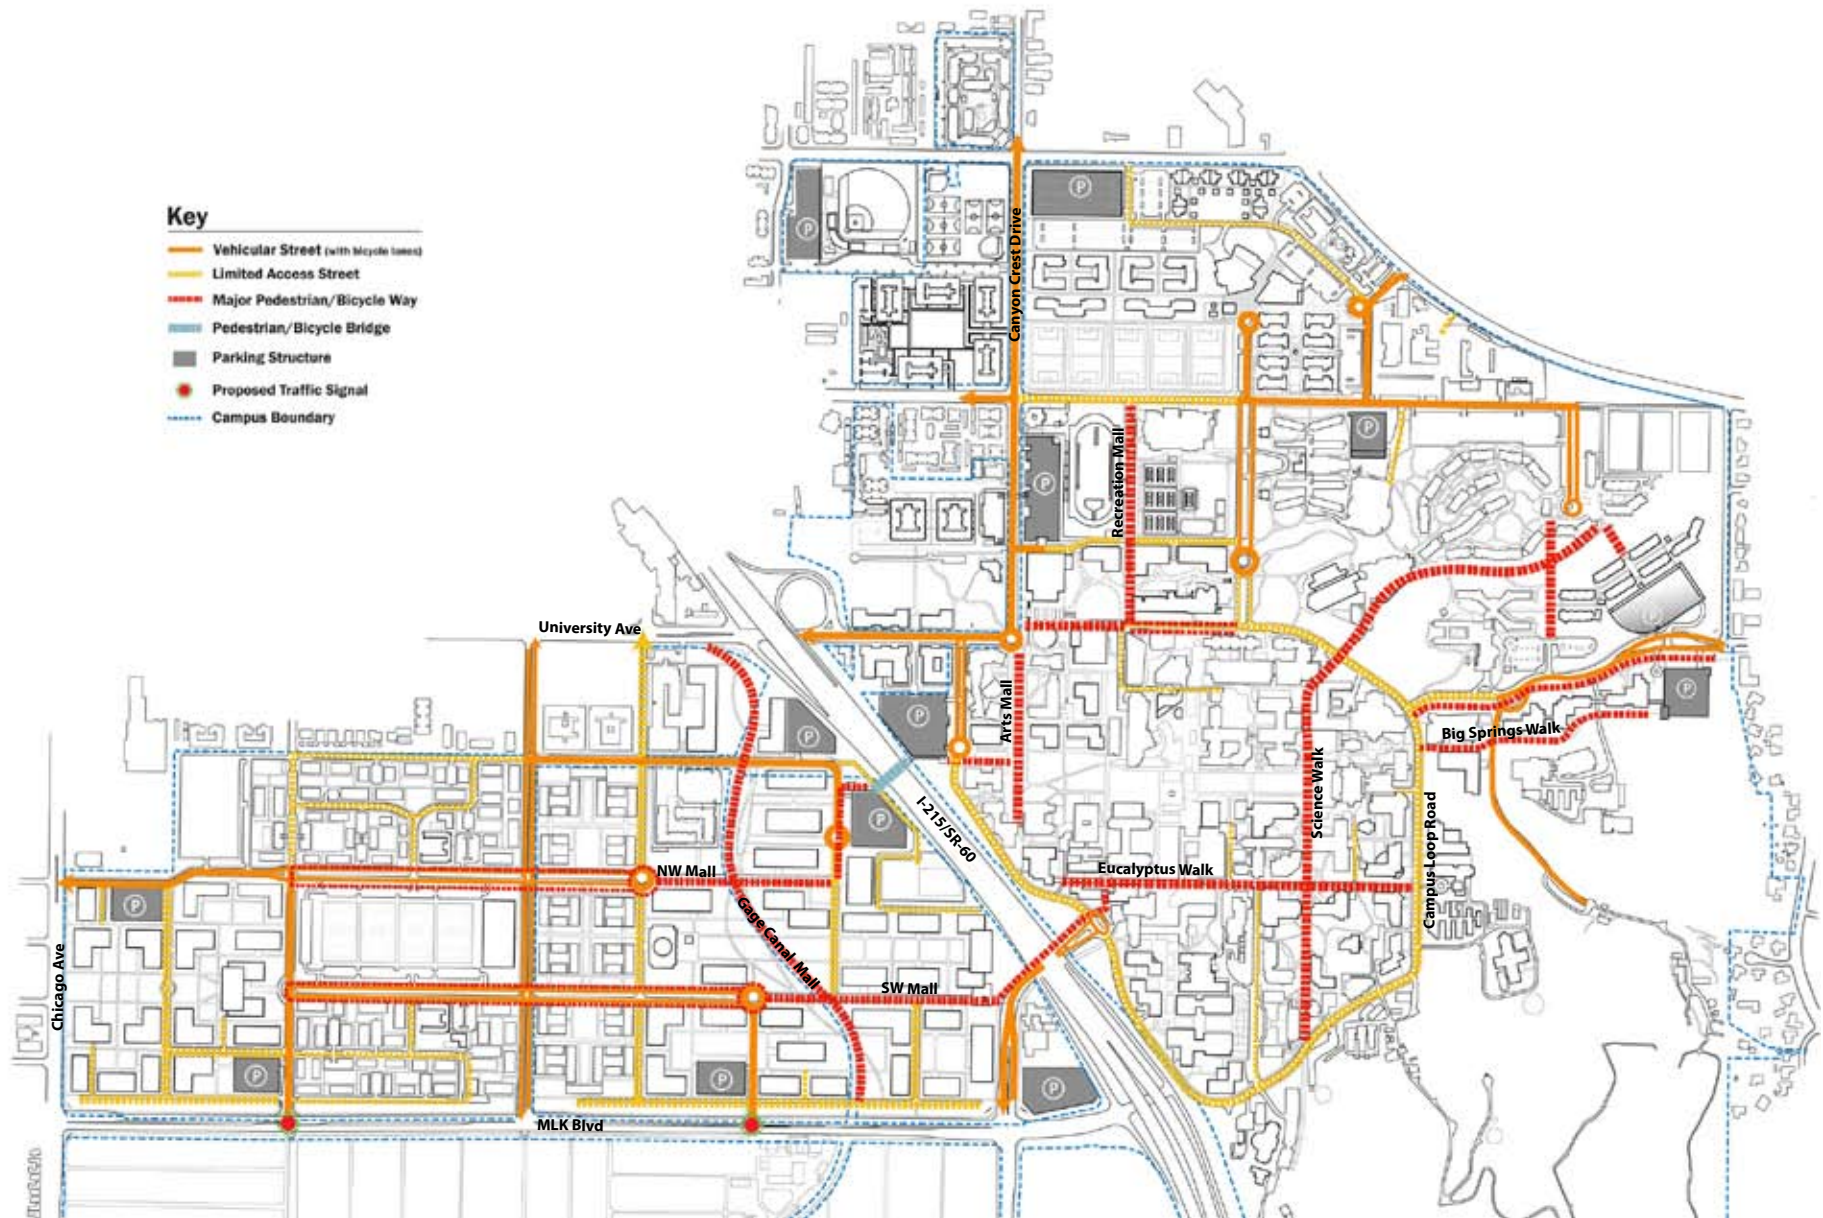 Key
Vehicular Street (with bicycle lanes)
Limited Access Street
Major Pedestrian/Bicycle Way
Pedestrian/Bicycle Bridge
Parking Structure
Proposed Traffic Signal
Campus Boundary
P
P
Canyon Crest Drive
P
P
Recreation Mall
University Ave
Arts Mall
P
P
P
Big Springs Walk
Science Walk
I-215/SR-60
P
Campus Loop Road
NW Mall
Eucalyptus Walk
P
Gage Canal Mall
Chicago Ave
SW Mall
P
P
P
MLK Blvd